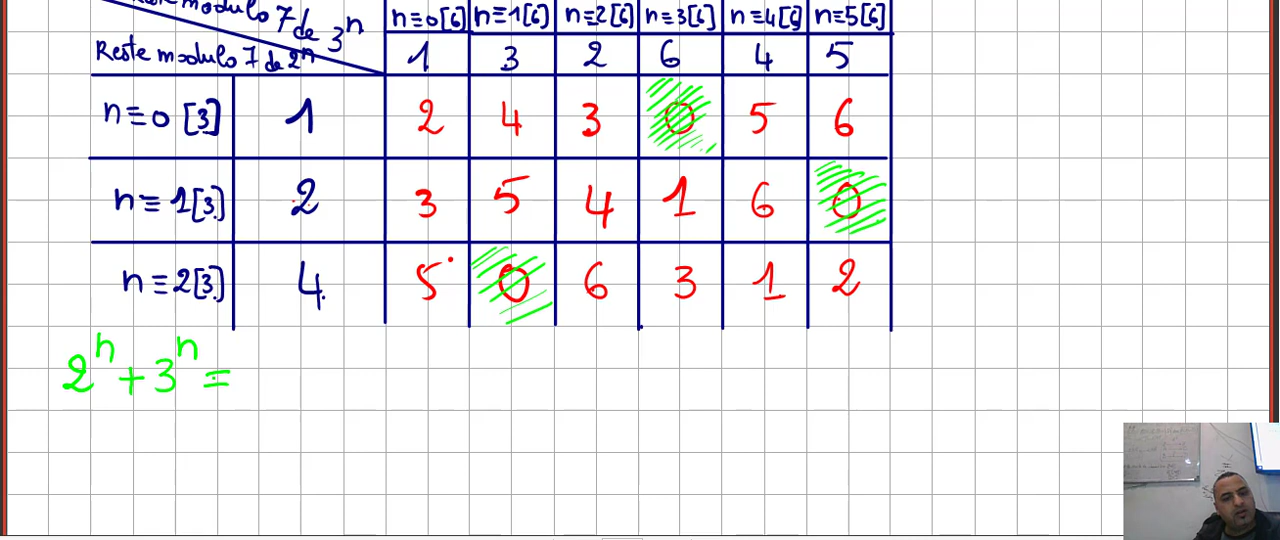 modulo 7 de 3^n
n≡0[6] n≡1[6] n≡2[6] n≡3[6] n≡4[6] n≡5[6]
Reste modulo 7 de 2^n 1 3 2 6 4 5
n≡0 [3] 1 2 4 3 0 5 6
n≡1[3] 2 3 5 4 1 6 0
n≡2[3] 4 5 0 6 3 1 2
2^n + 3^n =